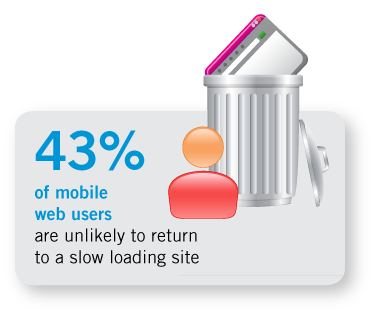 43%
of mobile
web users
are unlikely to return
to a slow loading site